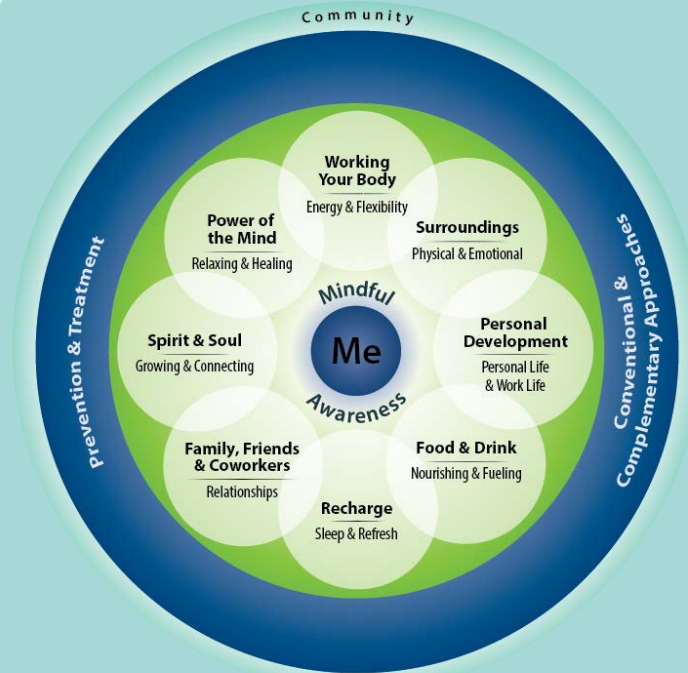 Community
Working
Your Body
Energy & Flexibility
Surroundings
Physical & Emotional
Personal
Development
Personal Life
& Work Life
Food & Drink
Nourishing & Fueling
Recharge
Sleep & Refresh
Family, Friends
& Coworkers
Relationships
Spirit & Soul
Growing & Connecting
Power of
the Mind
Relaxing & Healing
Mindful
Me
Awareness
Prevention & Treatment
Conventional &
Complementary Approaches